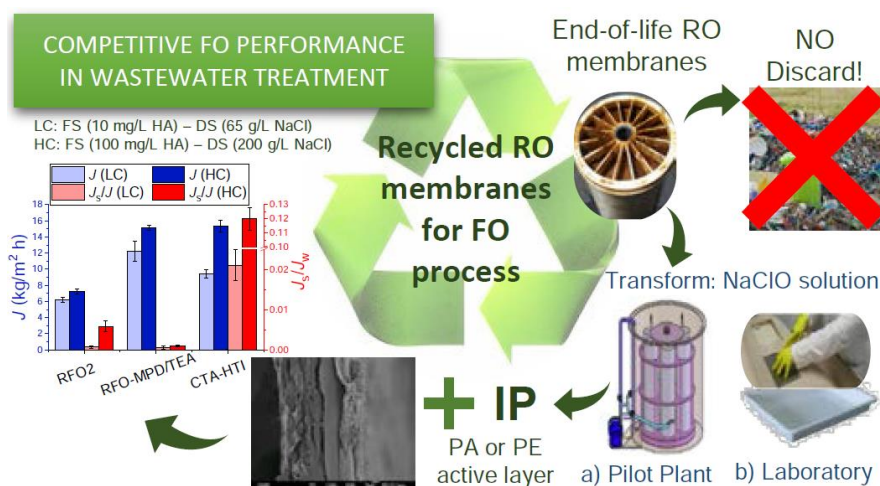 COMPETITIVE FO PERFORMANCE
IN WASTEWATER TREATMENT
LC: FS (10 mg/L HA) – DS (65 g/L NaCl)
HC: FS (100 mg/L HA) – DS (200 g/L NaCl)
J (LC) J (HC)
Js/J (LC) Js/J (HC)
18
16
14
12
10
8
6
4
2
0
J (kg/m² h)
0.13
0.12
0.11
0.10
0.02
0.01
0.00
Js/Jw
RFO2
RFO-MPD/TEA
CTA-HTI
Recycled RO
membranes
for FO
process
End-of-life RO
membranes
NO
Discard!
Transform: NaClO solution
a) Pilot Plant
b) Laboratory
+ IP
PA or PE
active layer